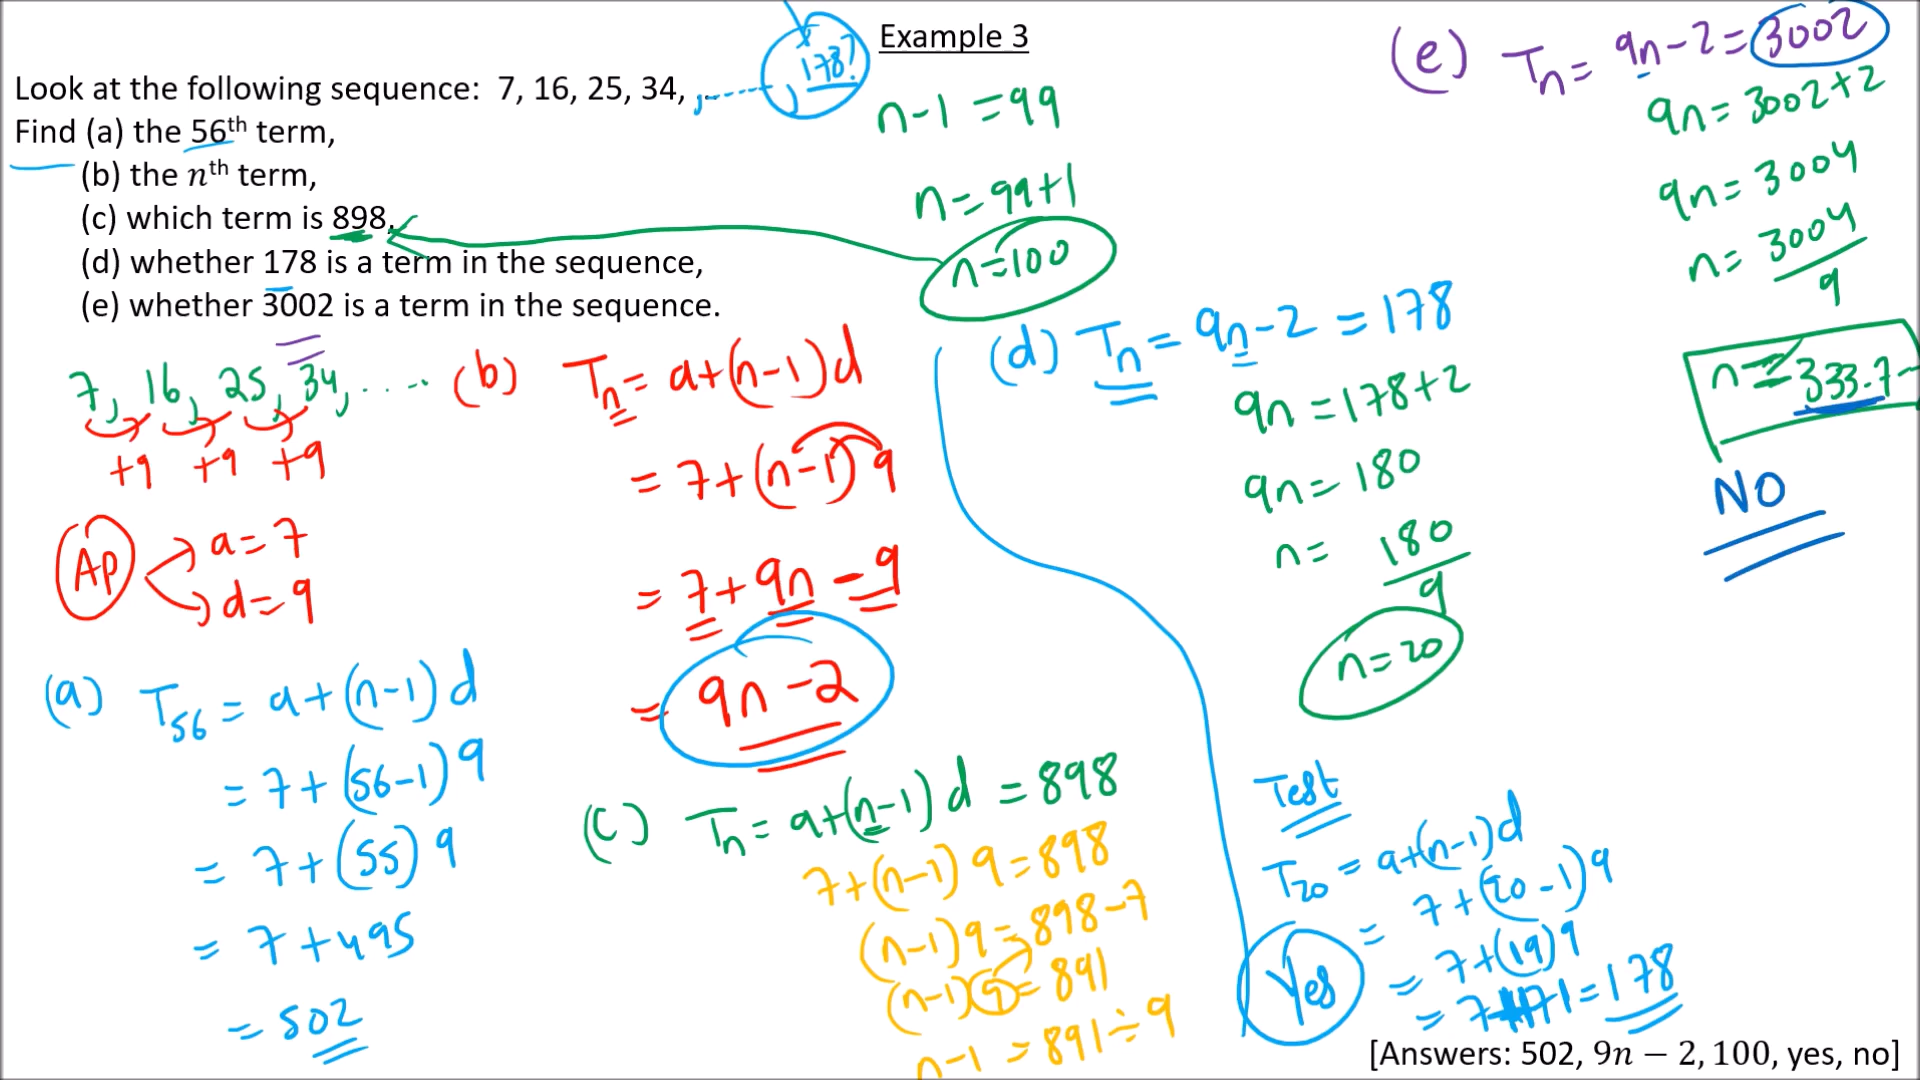 Example 3
Look at the following sequence: 7, 16, 25, 34, ......, 178?
Find (a) the 56th term,
(b) the nth term,
(c) which term is 898,
(d) whether 178 is a term in the sequence,
(e) whether 3002 is a term in the sequence.
7, 16, 25, 34, .....
+9 +9 +9
AP
a = 7
d = 9
(a) T56 = a+(n-1)d
= 7+(56-1)9
= 7+(55)9
= 7+495
= 502
(b) Tn = a+(n-1)d
= 7+(n-1)9
= 7+9n-9
= 9n-2
(c) Tn = a+(n-1)d = 898
7+(n-1)9 = 898
(n-1)9 = 898-7
(n-1)9 = 891
n-1 = 891÷9
n-1 = 99
n = 99+1
n = 100
(d) Tn = 9n-2 = 178
9n = 178+2
9n = 180
n = 180/9
n = 20
Test
T20 = a+(n-1)d
= 7+(20-1)9
= 7+(19)9
= 7+171 = 178
Yes
(e) Tn = 9n-2 = 3002
9n = 3002+2
9n = 3004
n = 3004/9
n = 333.7
NO
[Answers: 502, 9n − 2, 100, yes, no]